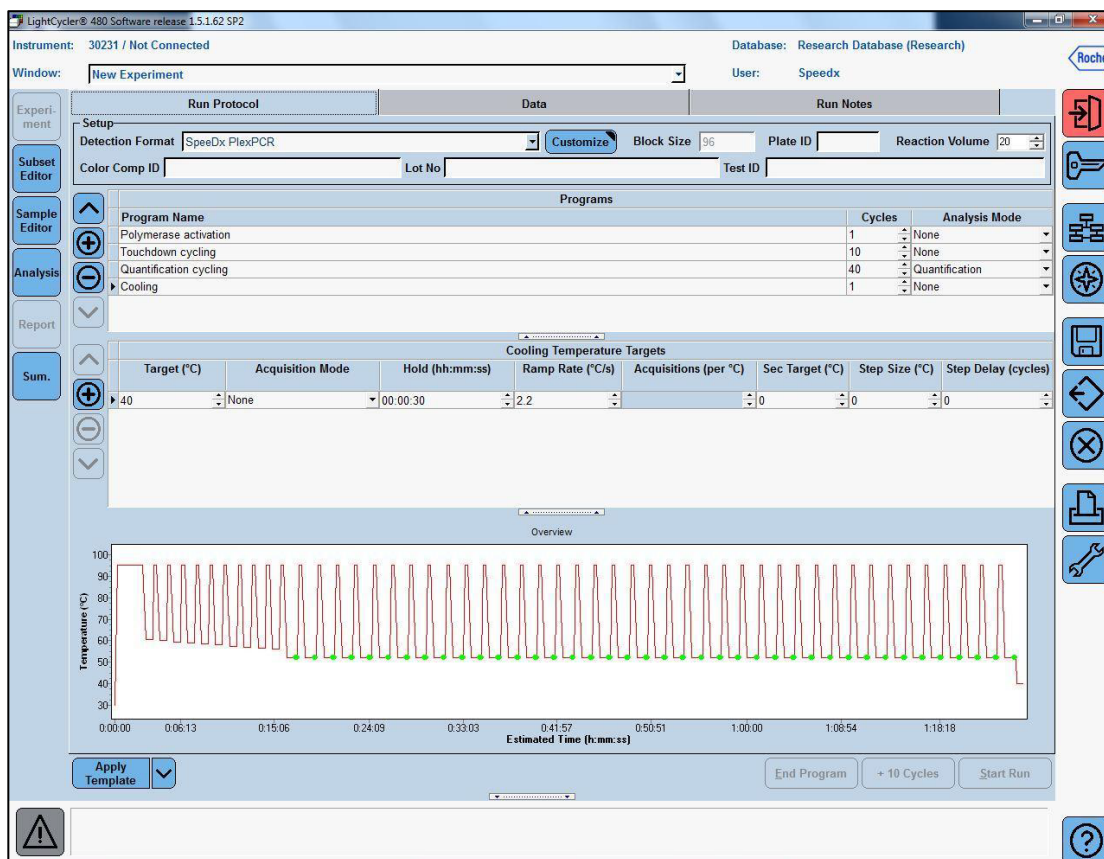 LightCycler® 480 Software release 1.5.1.62 SP2
Instrument: 30231 / Not Connected
Database: Research Database (Research)
Window: New Experiment
User: Speedx
Roche
Experi-
ment
Subset
Editor
Sample
Editor
Analysis
Report
Sum.
Run Protocol Data Run Notes
Setup
Detection Format SpeeDx PlexPCR Customize Block Size 96 Plate ID Reaction Volume 20
Color Comp ID Lot No Test ID
Programs
Program Name Cycles Analysis Mode
Polymerase activation 1 None
Touchdown cycling 10 None
Quantification cycling 40 Quantification
Cooling 1 None
Cooling Temperature Targets
Target (°C) Acquisition Mode Hold (hh:mm:ss) Ramp Rate (°C/s) Acquisitions (per °C) Sec Target (°C) Step Size (°C) Step Delay (cycles)
40 None 00:00:30 2.2 0 0 0
Overview
Temperature (°C)
100
90
80
70
60
50
40
30
0:00:00 0:06:13 0:15:06 0:24:09 0:33:03 0:41:57 0:50:51 1:00:00 1:08:54 1:18:18
Estimated Time (h:mm:ss)
Apply
Template
End Program + 10 Cycles Start Run